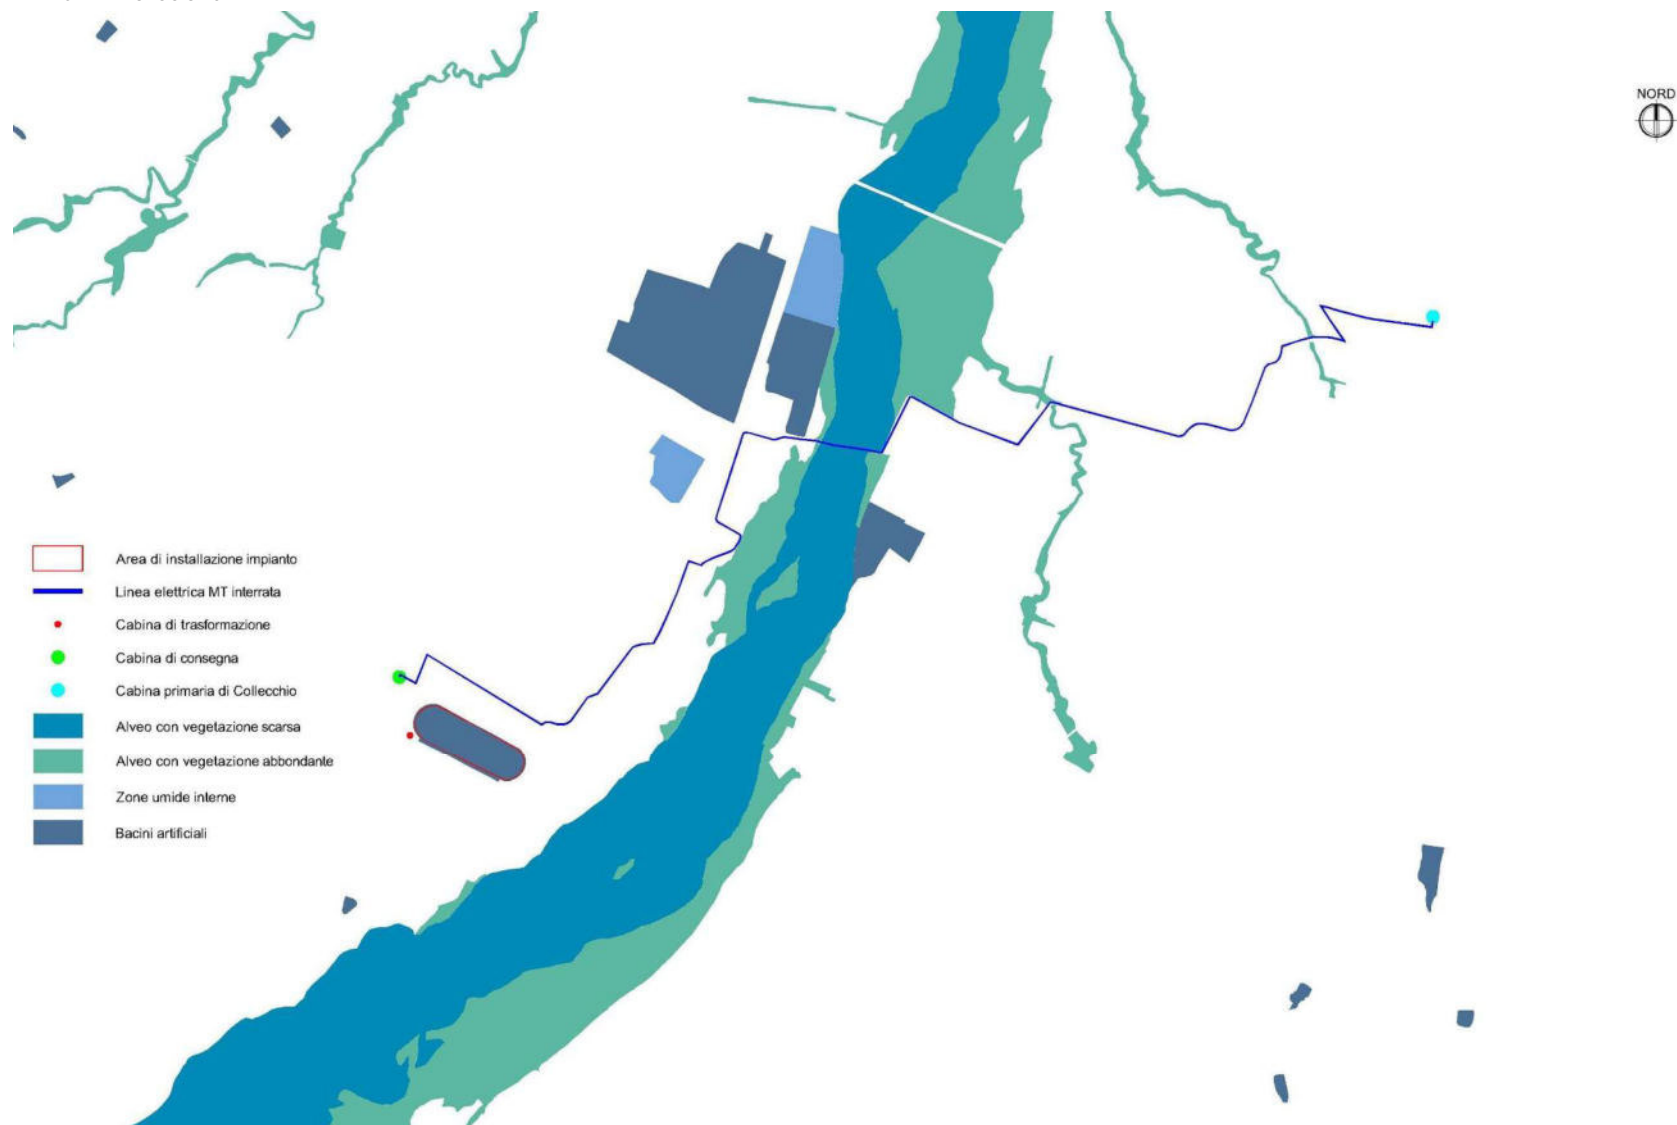 NORD
Area di installazione impianto
Linea elettrica MT interrata
Cabina di trasformazione
Cabina di consegna
Cabina primaria di Collecchio
Alveo con vegetazione scarsa
Alveo con vegetazione abbondante
Zone umide interne
Bacini artificiali